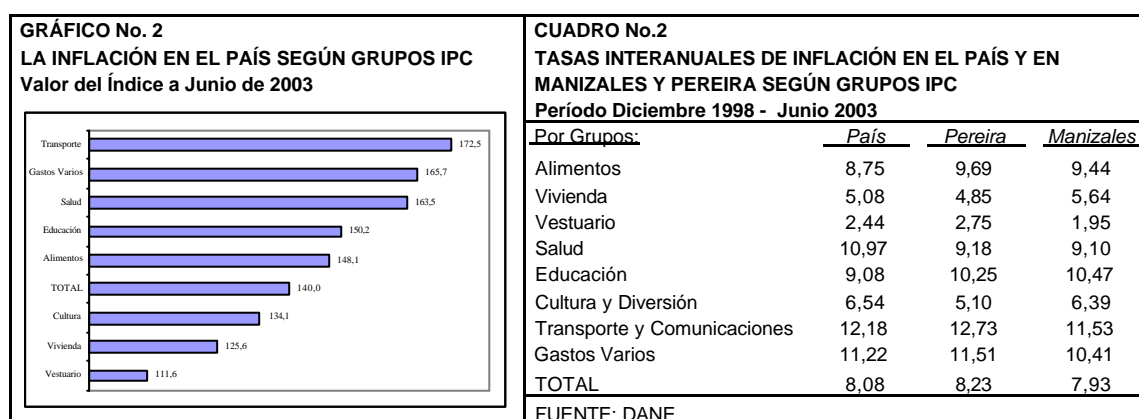 GRÁFICO No. 2
LA INFLACIÓN EN EL PAÍS SEGÚN GRUPOS IPC
Valor del Índice a Junio de 2003
Transporte 172,5
Gastos Varios 165,7
Salud 163,5
Educación 150,2
Alimentos 148,1
TOTAL 140,0
Cultura 134,1
Vivienda 125,6
Vestuario 111,6
CUADRO No.2
TASAS INTERANUALES DE INFLACIÓN EN EL PAÍS Y EN
MANIZALES Y PEREIRA SEGÚN GRUPOS IPC
Período Diciembre 1998 - Junio 2003
Por Grupos: País Pereira Manizales
Alimentos 8,75 9,69 9,44
Vivienda 5,08 4,85 5,64
Vestuario 2,44 2,75 1,95
Salud 10,97 9,18 9,10
Educación 9,08 10,25 10,47
Cultura y Diversión 6,54 5,10 6,39
Transporte y Comunicaciones 12,18 12,73 11,53
Gastos Varios 11,22 11,51 10,41
TOTAL 8,08 8,23 7,93
FUENTE: DANE